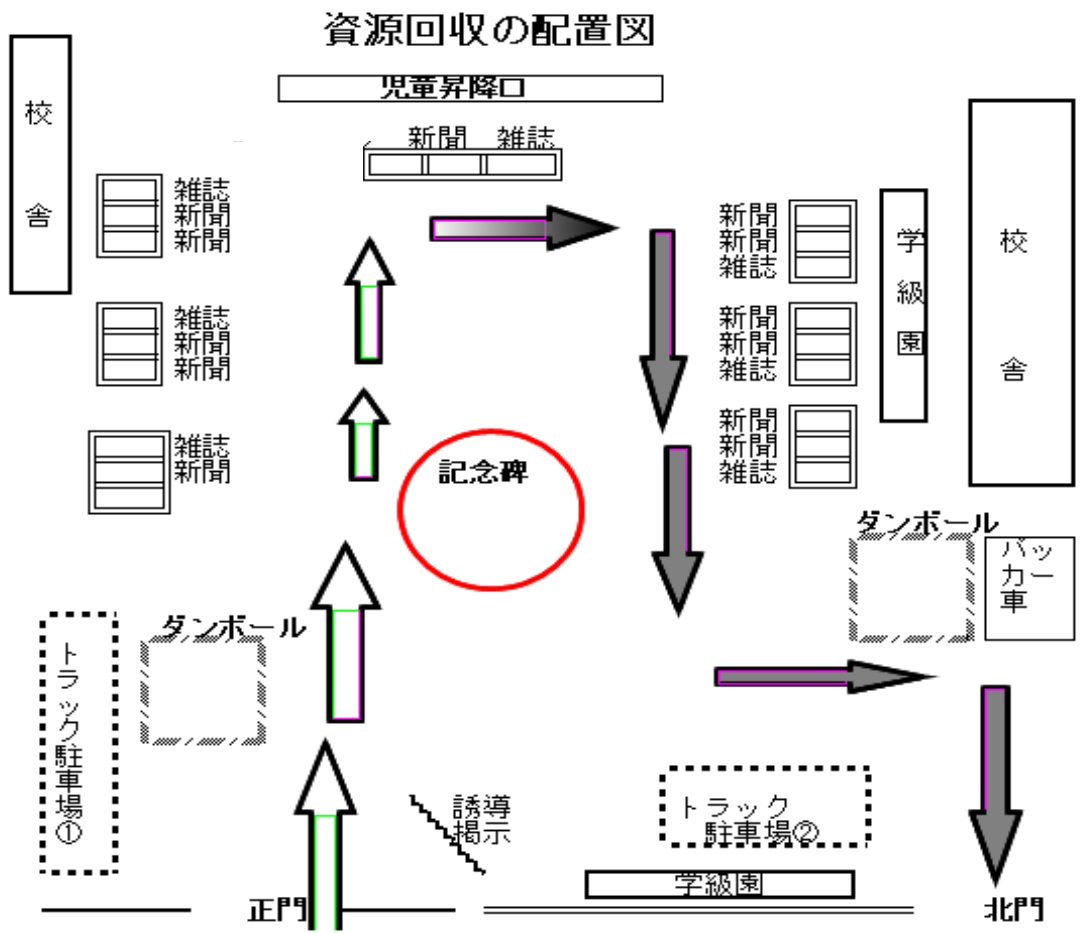 資源回収の配置図
児童昇降口
新聞　雑誌
校
舎
雑誌
新聞
新聞
雑誌
新聞
新聞
雑誌
新聞
新聞
新聞
雑誌
新聞
新聞
雑誌
新聞
新聞
雑誌
学
級
園
校
舎
記念碑
ダンボール
パッ
カー
車
ダンボール
トラック駐車場①
誘導
掲示
トラック
駐車場②
学級園
正門
北門